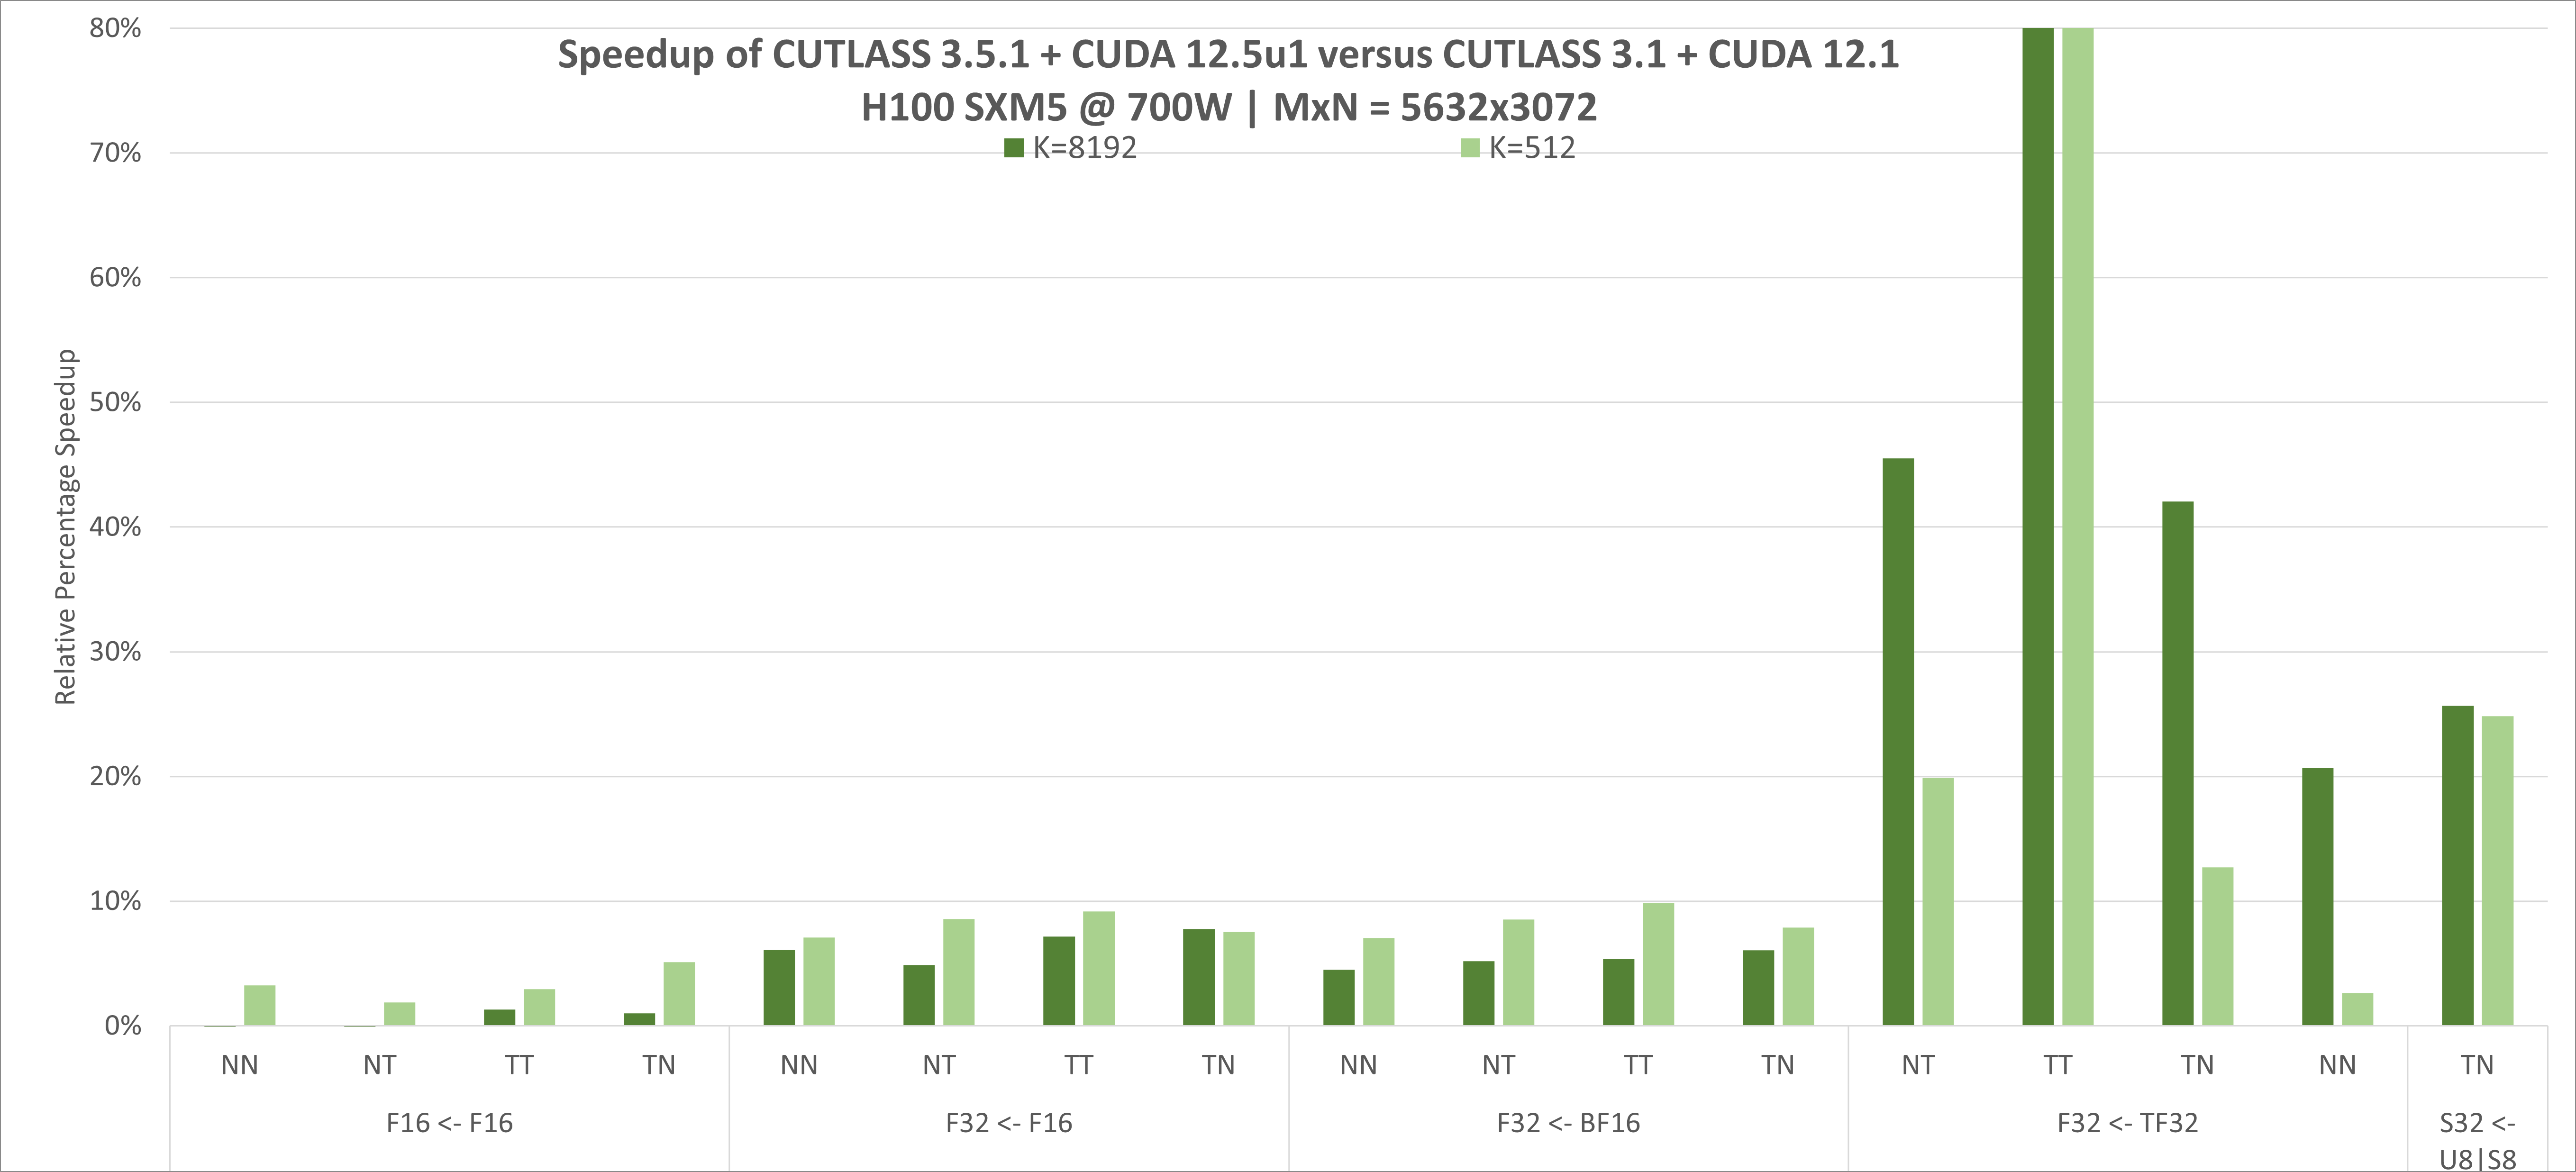 Speedup of CUTLASS 3.5.1 + CUDA 12.5u1 versus CUTLASS 3.1 + CUDA 12.1
H100 SXM5 @ 700W | MxN = 5632x3072
K=8192 K=512
Relative Percentage Speedup
80%
70%
60%
50%
40%
30%
20%
10%
0%
NN NT TT TN NN NT TT TN NN NT TT TN NT TT TN NN TN
F16 <- F16 F32 <- F16 F32 <- BF16 F32 <- TF32 S32 <-
U8|S8